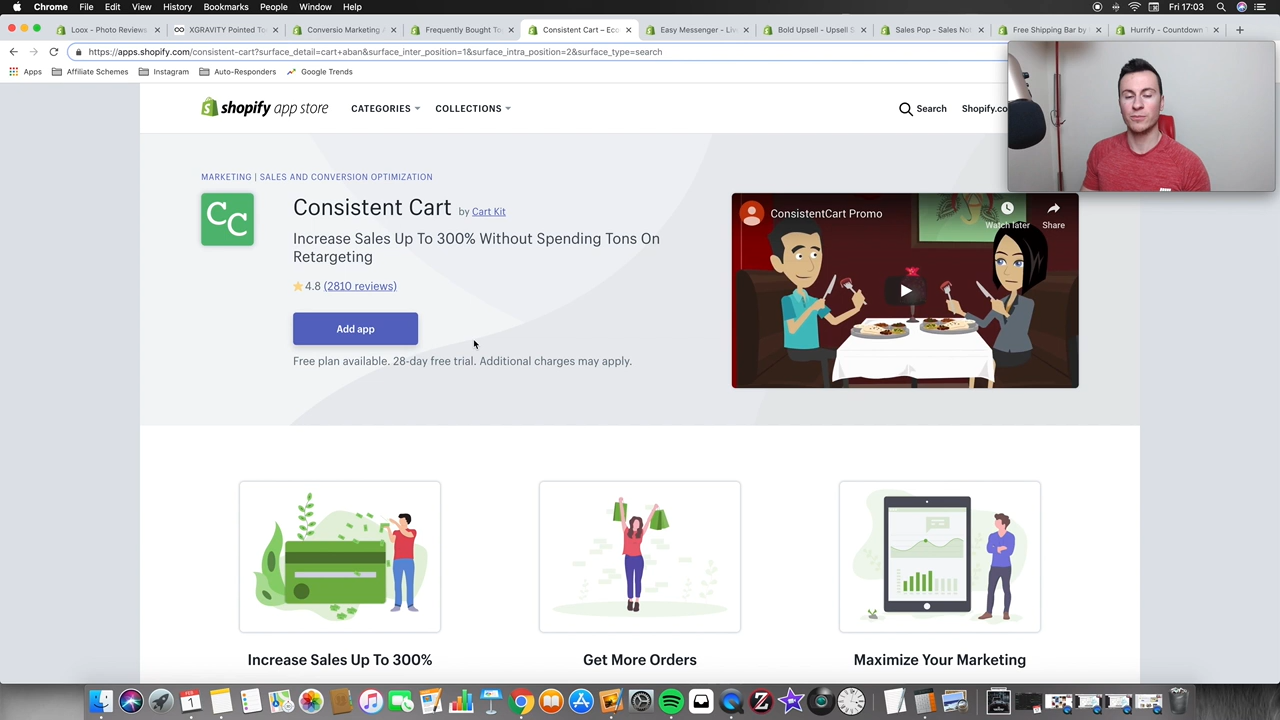 Chrome File Edit View History Bookmarks People Window Help Fri 17:03
Loox - Photo Reviews XGRAVITY Pointed To Conversio Marketing Frequently Bought To Consistent Cart – Eco Easy Messenger - Liv Bold Upsell - Upsell S Sales Pop - Sales Not Free Shipping Bar by Hurrify - Countdown
https://apps.shopify.com/consistent-cart?surface_detail=cart+aban&surface_inter_position=1&surface_intra_position=2&surface_type=search
Apps Affiliate Schemes Instagram Auto-Responders Google Trends
shopify app store CATEGORIES COLLECTIONS Search Shopify.co
MARKETING | SALES AND CONVERSION OPTIMIZATION
CC
Consistent Cart by Cart Kit
Increase Sales Up To 300% Without Spending Tons On
Retargeting
4.8 (2810 reviews)
Add app
Free plan available. 28-day free trial. Additional charges may apply.
ConsistentCart Promo
Watch later Share
Increase Sales Up To 300% Get More Orders Maximize Your Marketing